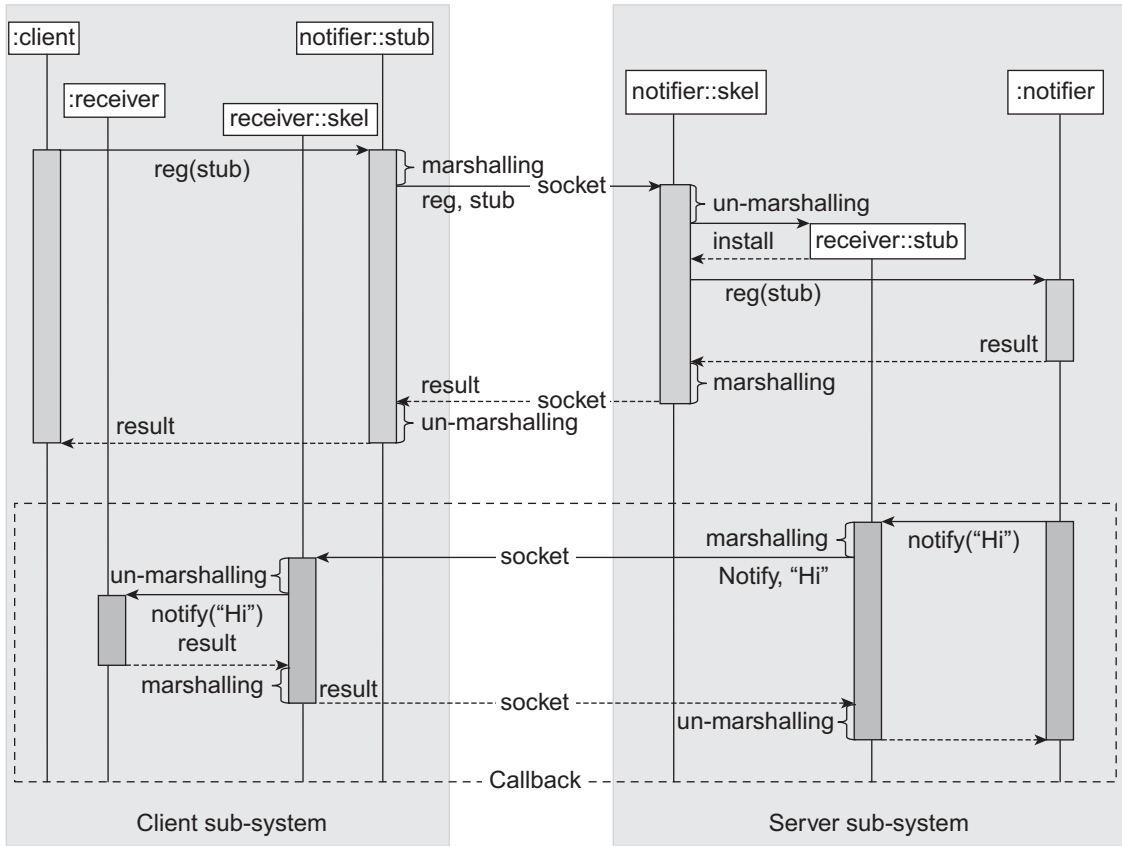 :client
notifier::stub
:receiver
receiver::skel
notifier::skel
:notifier
reg(stub)
marshalling
socket
reg, stub
un-marshalling
install
receiver::stub
reg(stub)
result
marshalling
result
socket
un-marshalling
result
marshalling
notify(“Hi”)
socket
Notify, “Hi”
un-marshalling
notify(“Hi”)
result
marshalling
result
socket
un-marshalling
Callback
Client sub-system
Server sub-system